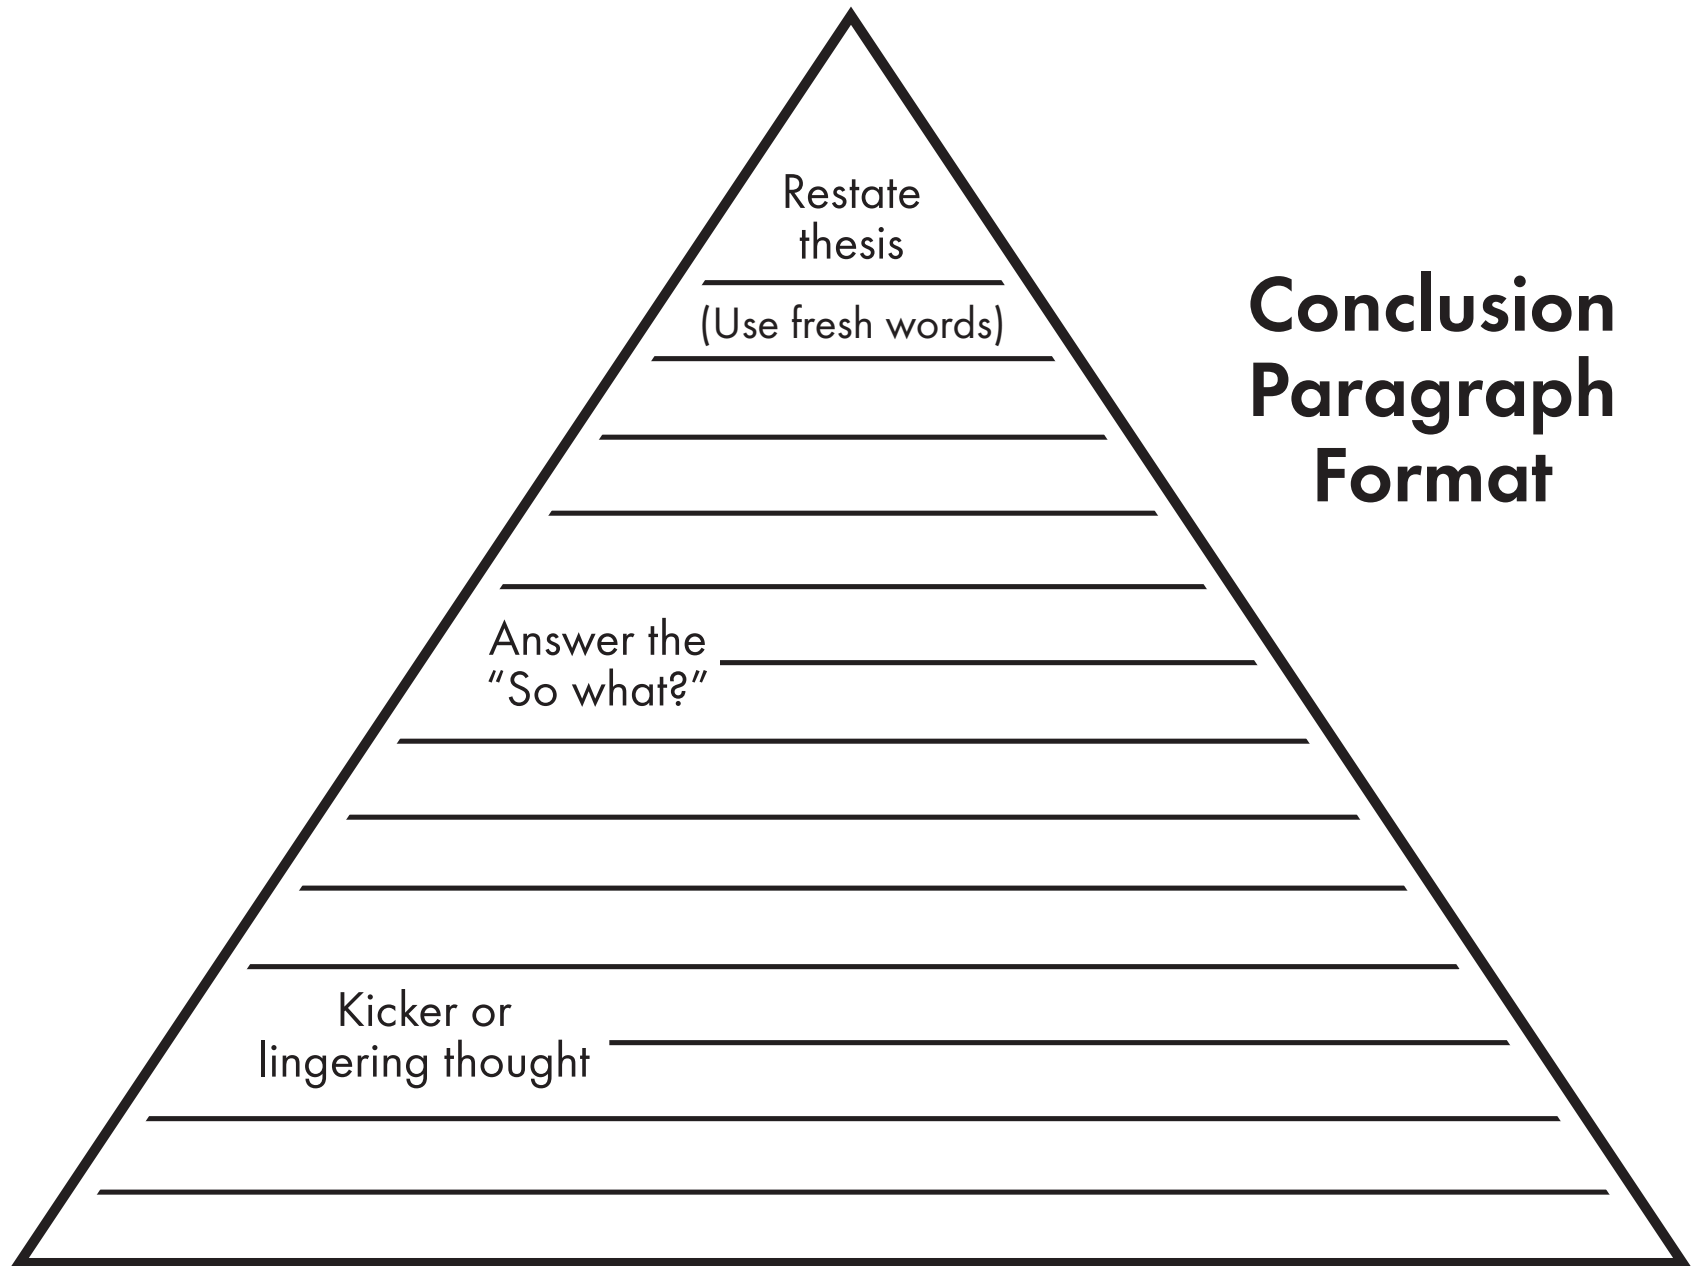 Restate
thesis
(Use fresh words)
Conclusion
Paragraph
Format
Answer the
“So what?”
Kicker or
lingering thought